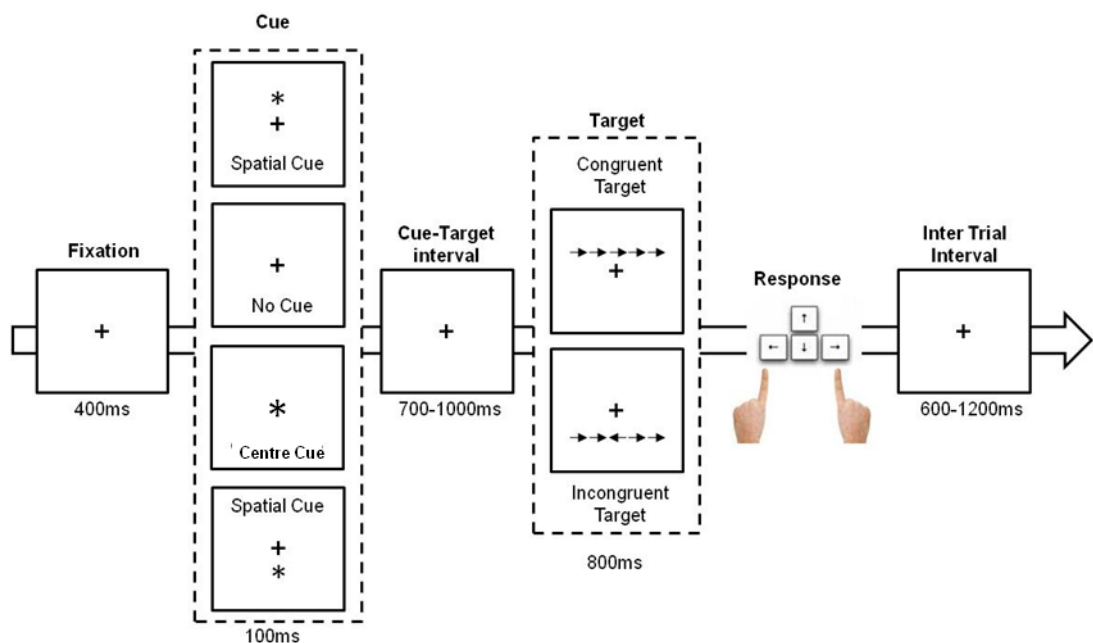 Cue
*
+
Spatial Cue
+
No Cue
*
Centre Cue
Spatial Cue
+
*
100ms
Fixation
+
400ms
Cue-Target
interval
+
700-1000ms
Target
Congruent
Target
→→→→→
+
+
→→←→→
Incongruent
Target
800ms
Response
↑
← ↓ →
Inter Trial
Interval
+
600-1200ms